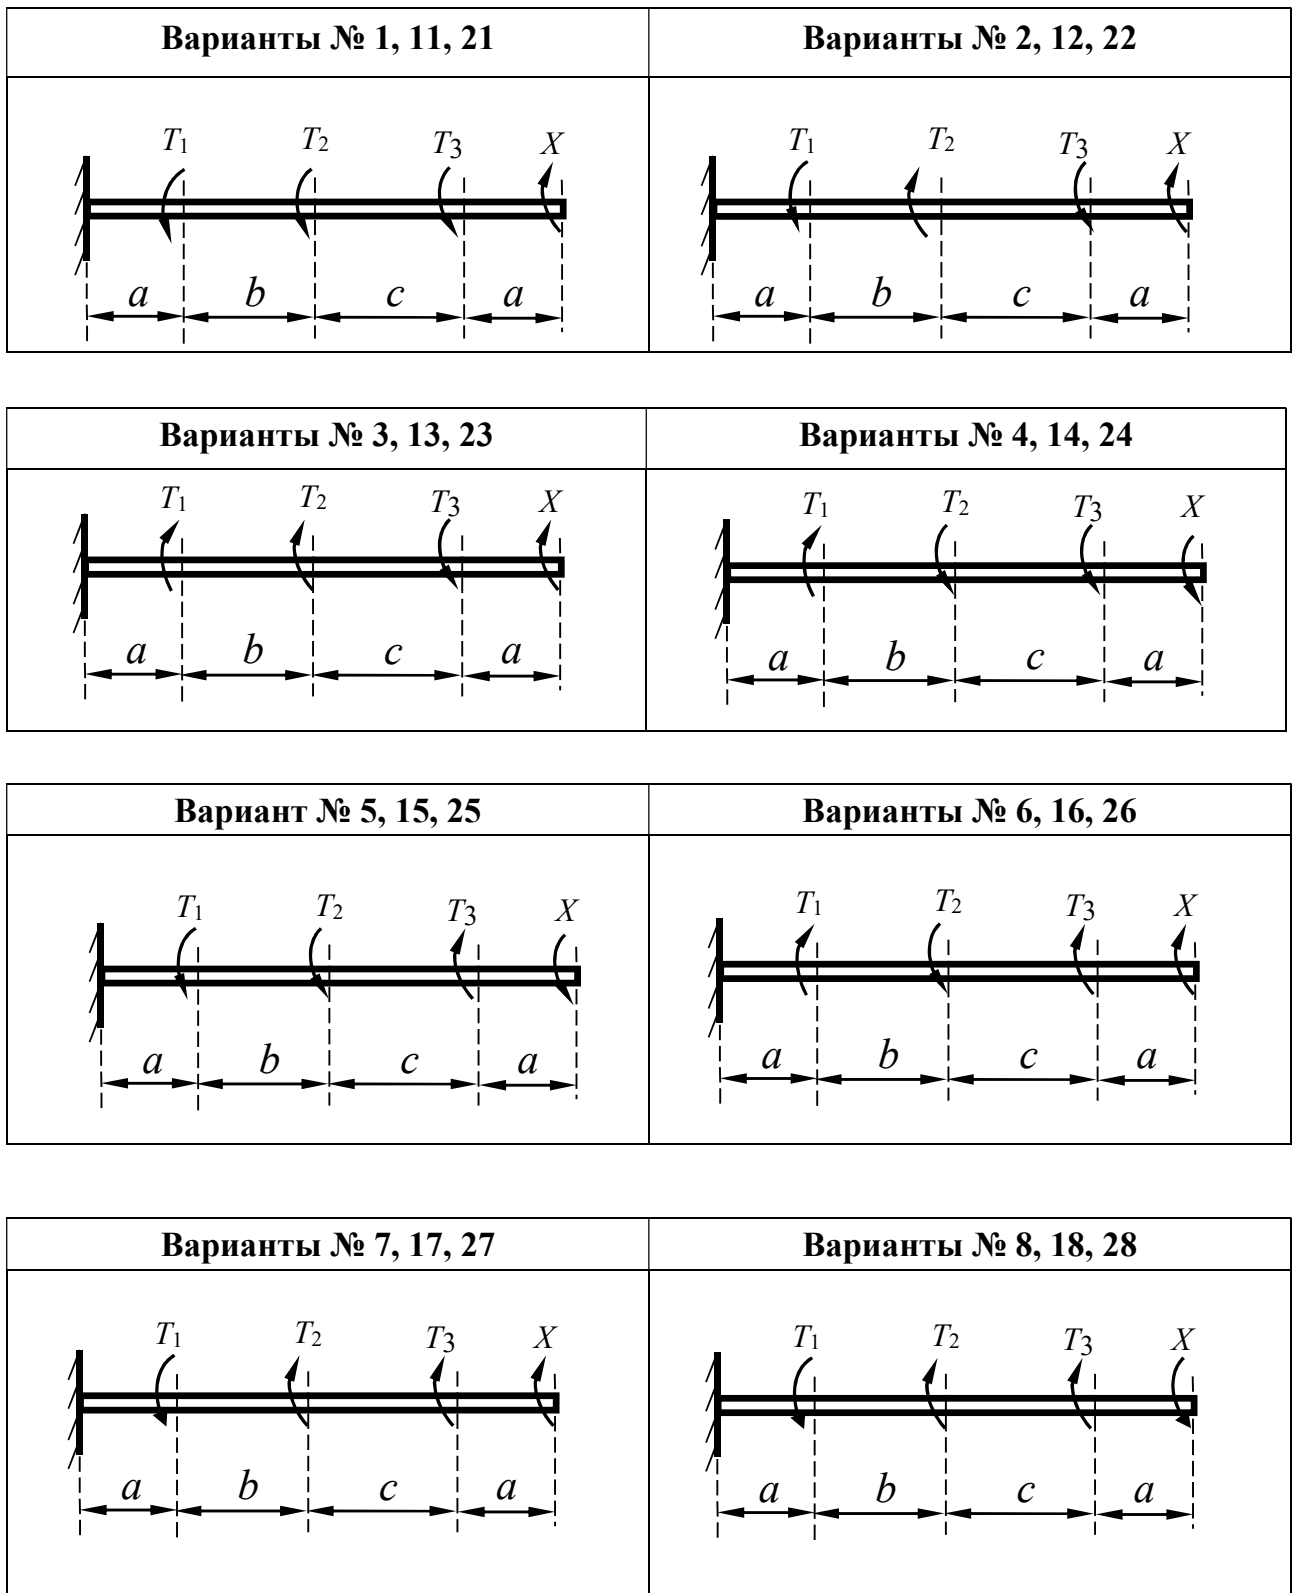 Варианты № 1, 11, 21
Варианты № 2, 12, 22
T1 T2 T3 X
a b c a
T1 T2 T3 X
a b c a
Варианты № 3, 13, 23
Варианты № 4, 14, 24
T1 T2 T3 X
a b c a
T1 T2 T3 X
a b c a
Вариант № 5, 15, 25
Варианты № 6, 16, 26
T1 T2 T3 X
a b c a
T1 T2 T3 X
a b c a
Варианты № 7, 17, 27
Варианты № 8, 18, 28
T1 T2 T3 X
a b c a
T1 T2 T3 X
a b c a